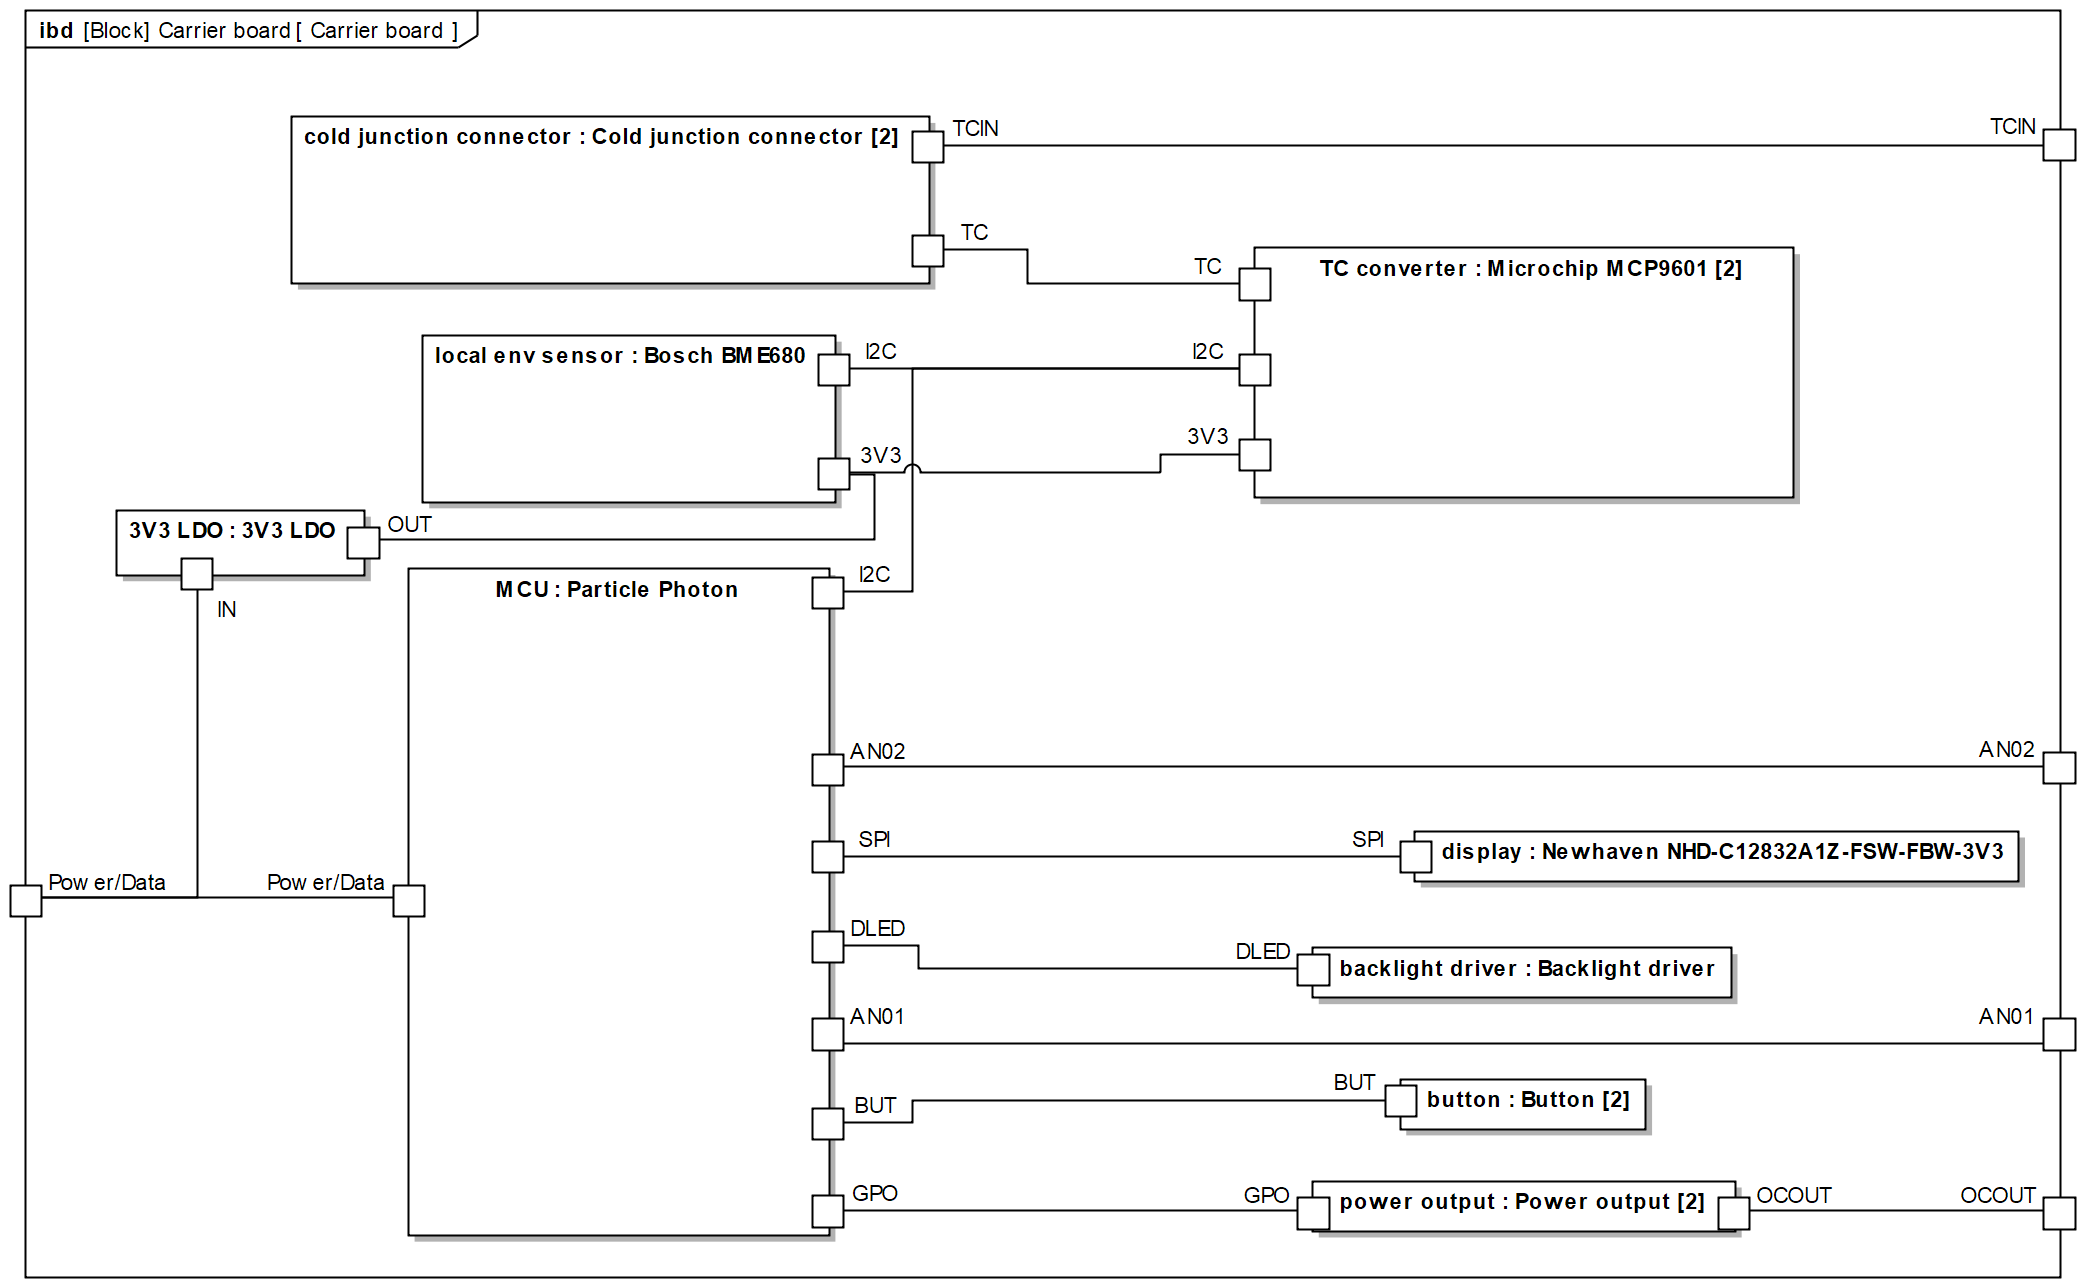 ibd [Block] Carrier board [ Carrier board ]
cold junction connector : Cold junction connector [2]
TCIN
TCIN
TC
TC
TC converter : Microchip MCP9601 [2]
local env sensor : Bosch BME680
I2C
I2C
3V3
3V3
3V3 LDO : 3V3 LDO
OUT
IN
MCU : Particle Photon
I2C
AN02
AN02
SPI
SPI
display : Newhaven NHD-C12832A1Z-FSW-FBW-3V3
Power/Data
Power/Data
DLED
DLED
backlight driver : Backlight driver
AN01
AN01
BUT
BUT
button : Button [2]
GPO
GPO
power output : Power output [2]
OCOUT
OCOUT